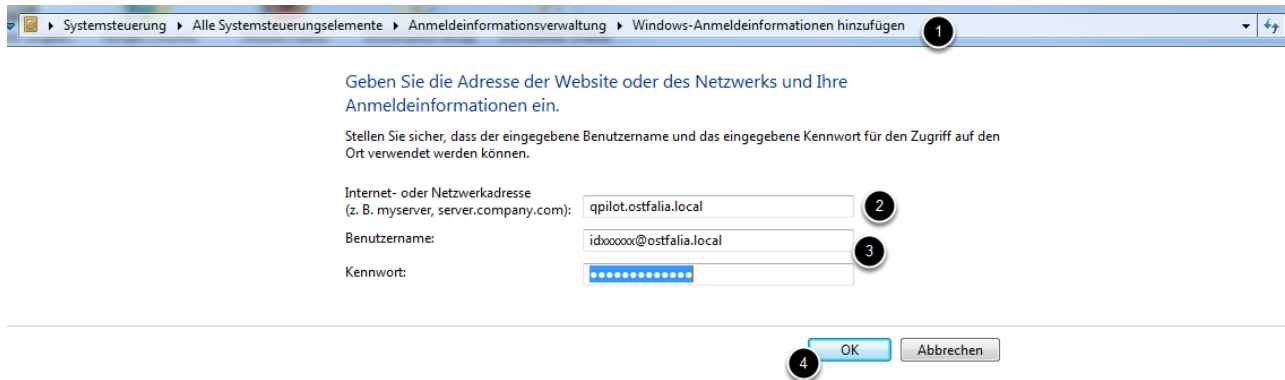 Systemsteuerung ▸ Alle Systemsteuerungselemente ▸ Anmeldeinformationsverwaltung ▸ Windows-Anmeldeinformationen hinzufügen
1
Geben Sie die Adresse der Website oder des Netzwerks und Ihre
Anmeldeinformationen ein.
Stellen Sie sicher, dass der eingegebene Benutzername und das eingegebene Kennwort für den Zugriff auf den
Ort verwendet werden können.
Internet- oder Netzwerkadresse
(z. B. myserver, server.company.com): qpilot.ostfalia.local 2
Benutzername: idxxxxxx@ostfalia.local
3
Kennwort: ●●●●●●●●●●●●●
OK Abbrechen
4